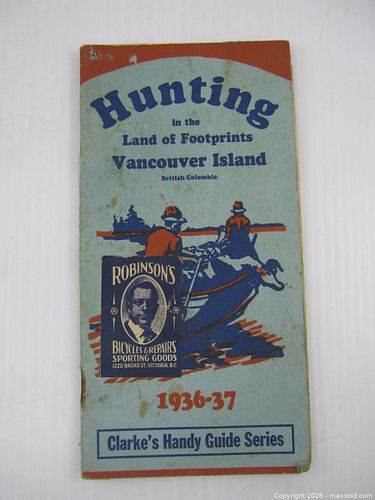 Hunting
in the
Land of Footprints
Vancouver Island
British Columbia
ROBINSON'S
BICYCLES & REPAIRS
SPORTING GOODS
1220 BROAD ST. VICTORIA. B.C.
1936-37
Clarke's Handy Guide Series
Copyright 2026 - maxsold.com